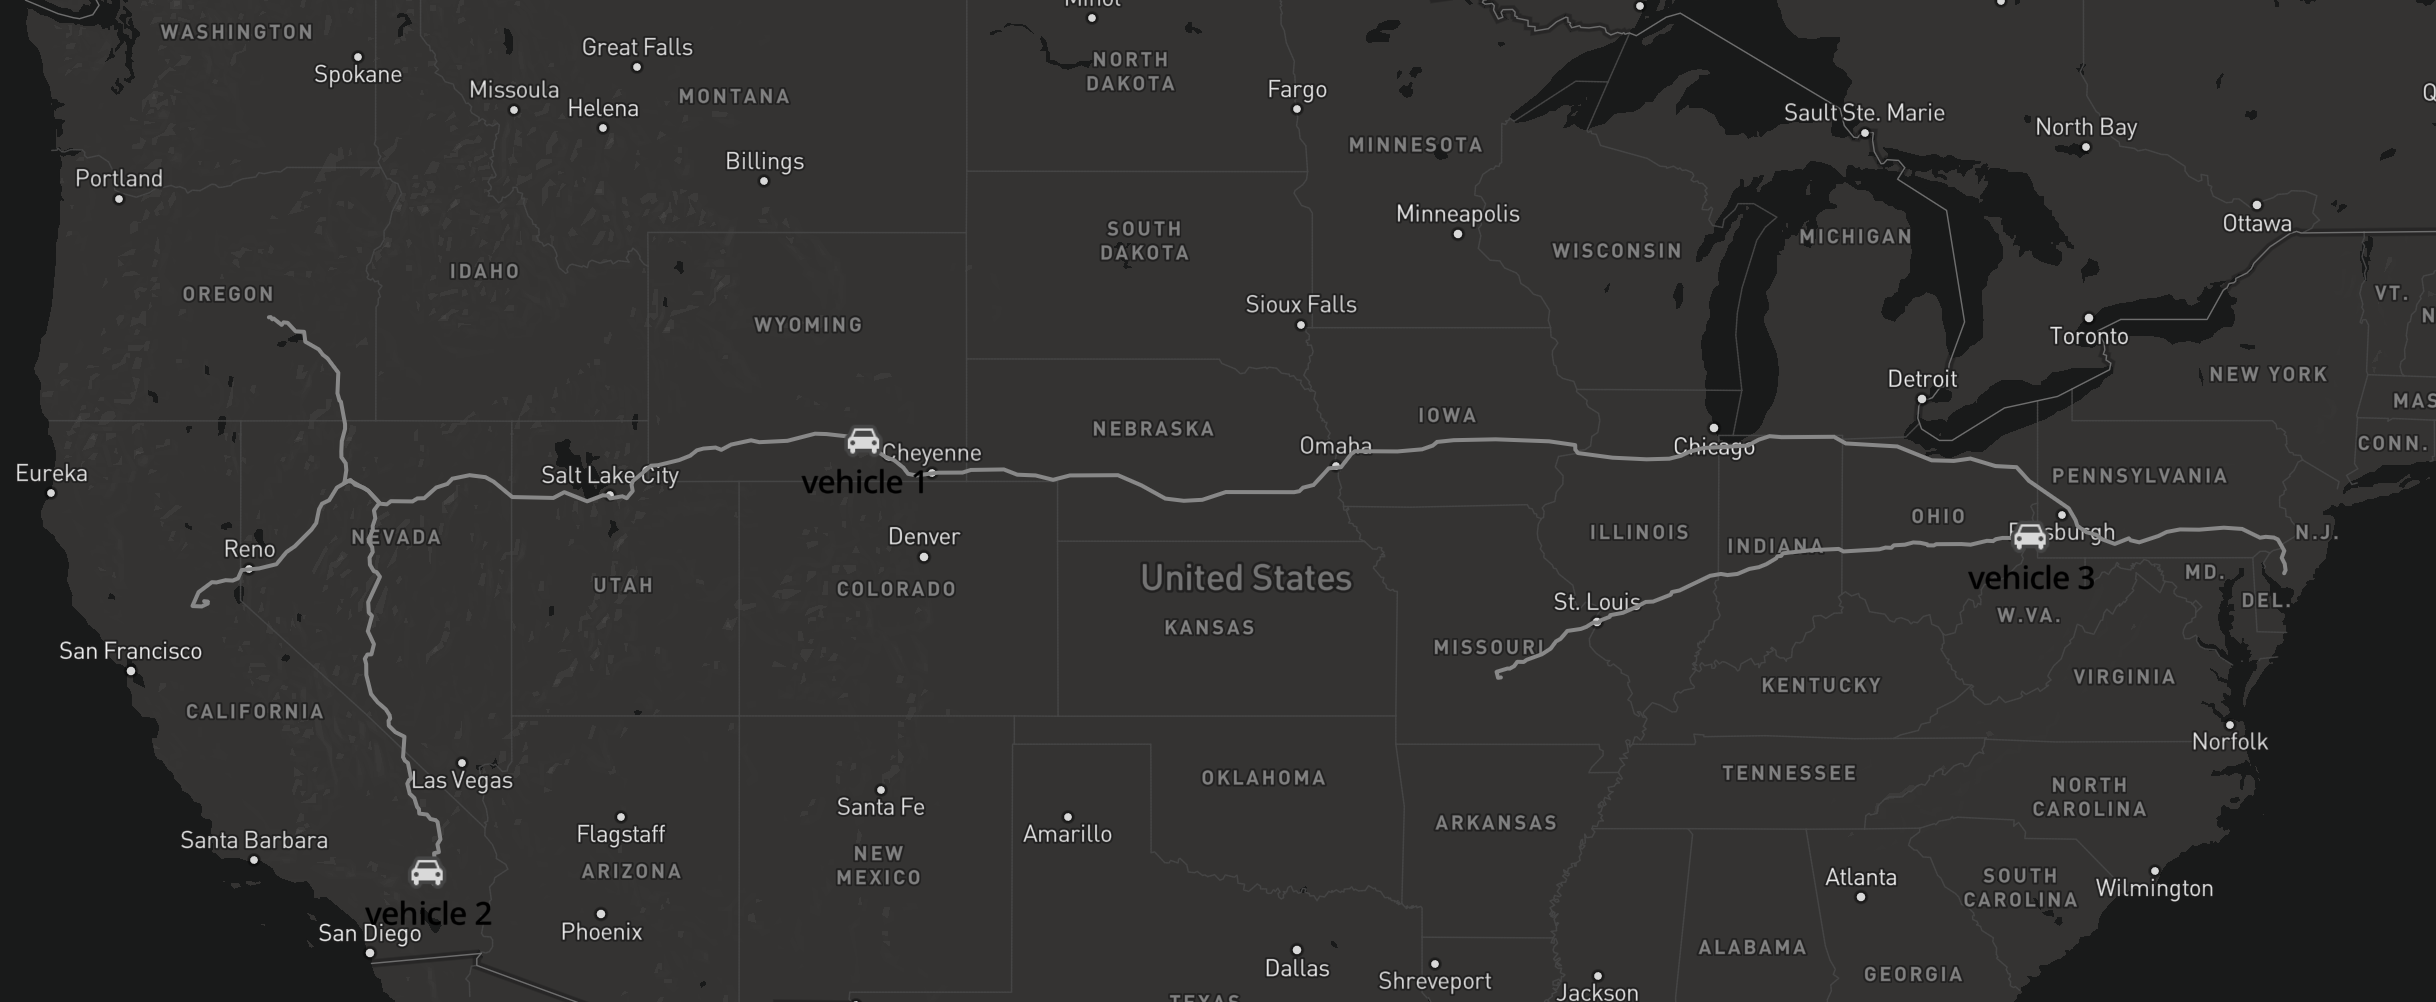 Minot
WASHINGTON
Great Falls
NORTH
DAKOTA
Spokane
Missoula
MONTANA
Fargo
Helena
Sault Ste. Marie
North Bay
MINNESOTA
Billings
Portland
Minneapolis
Ottawa
SOUTH
DAKOTA
WISCONSIN
MICHIGAN
IDAHO
OREGON
VT.
Sioux Falls
N
WYOMING
Toronto
Detroit
NEW YORK
MAS
IOWA
NEBRASKA
CONN.
Omaha
Chicago
Cheyenne
Eureka
Salt Lake City
PENNSYLVANIA
vehicle 1
OHIO
ILLINOIS
Pittsburgh
N.J.
NEVADA
Denver
INDIANA
Reno
MD.
United States
vehicle 3
UTAH
COLORADO
DEL.
St. Louis
W.VA.
KANSAS
MISSOURI
San Francisco
VIRGINIA
KENTUCKY
CALIFORNIA
Norfolk
TENNESSEE
Las Vegas
OKLAHOMA
NORTH
CAROLINA
Santa Fe
ARKANSAS
Flagstaff
Amarillo
Santa Barbara
NEW
MEXICO
ARIZONA
Atlanta
SOUTH
CAROLINA
Wilmington
vehicle 2
San Diego
Phoenix
ALABAMA
Dallas
GEORGIA
Shreveport
Jackson
TEXAS